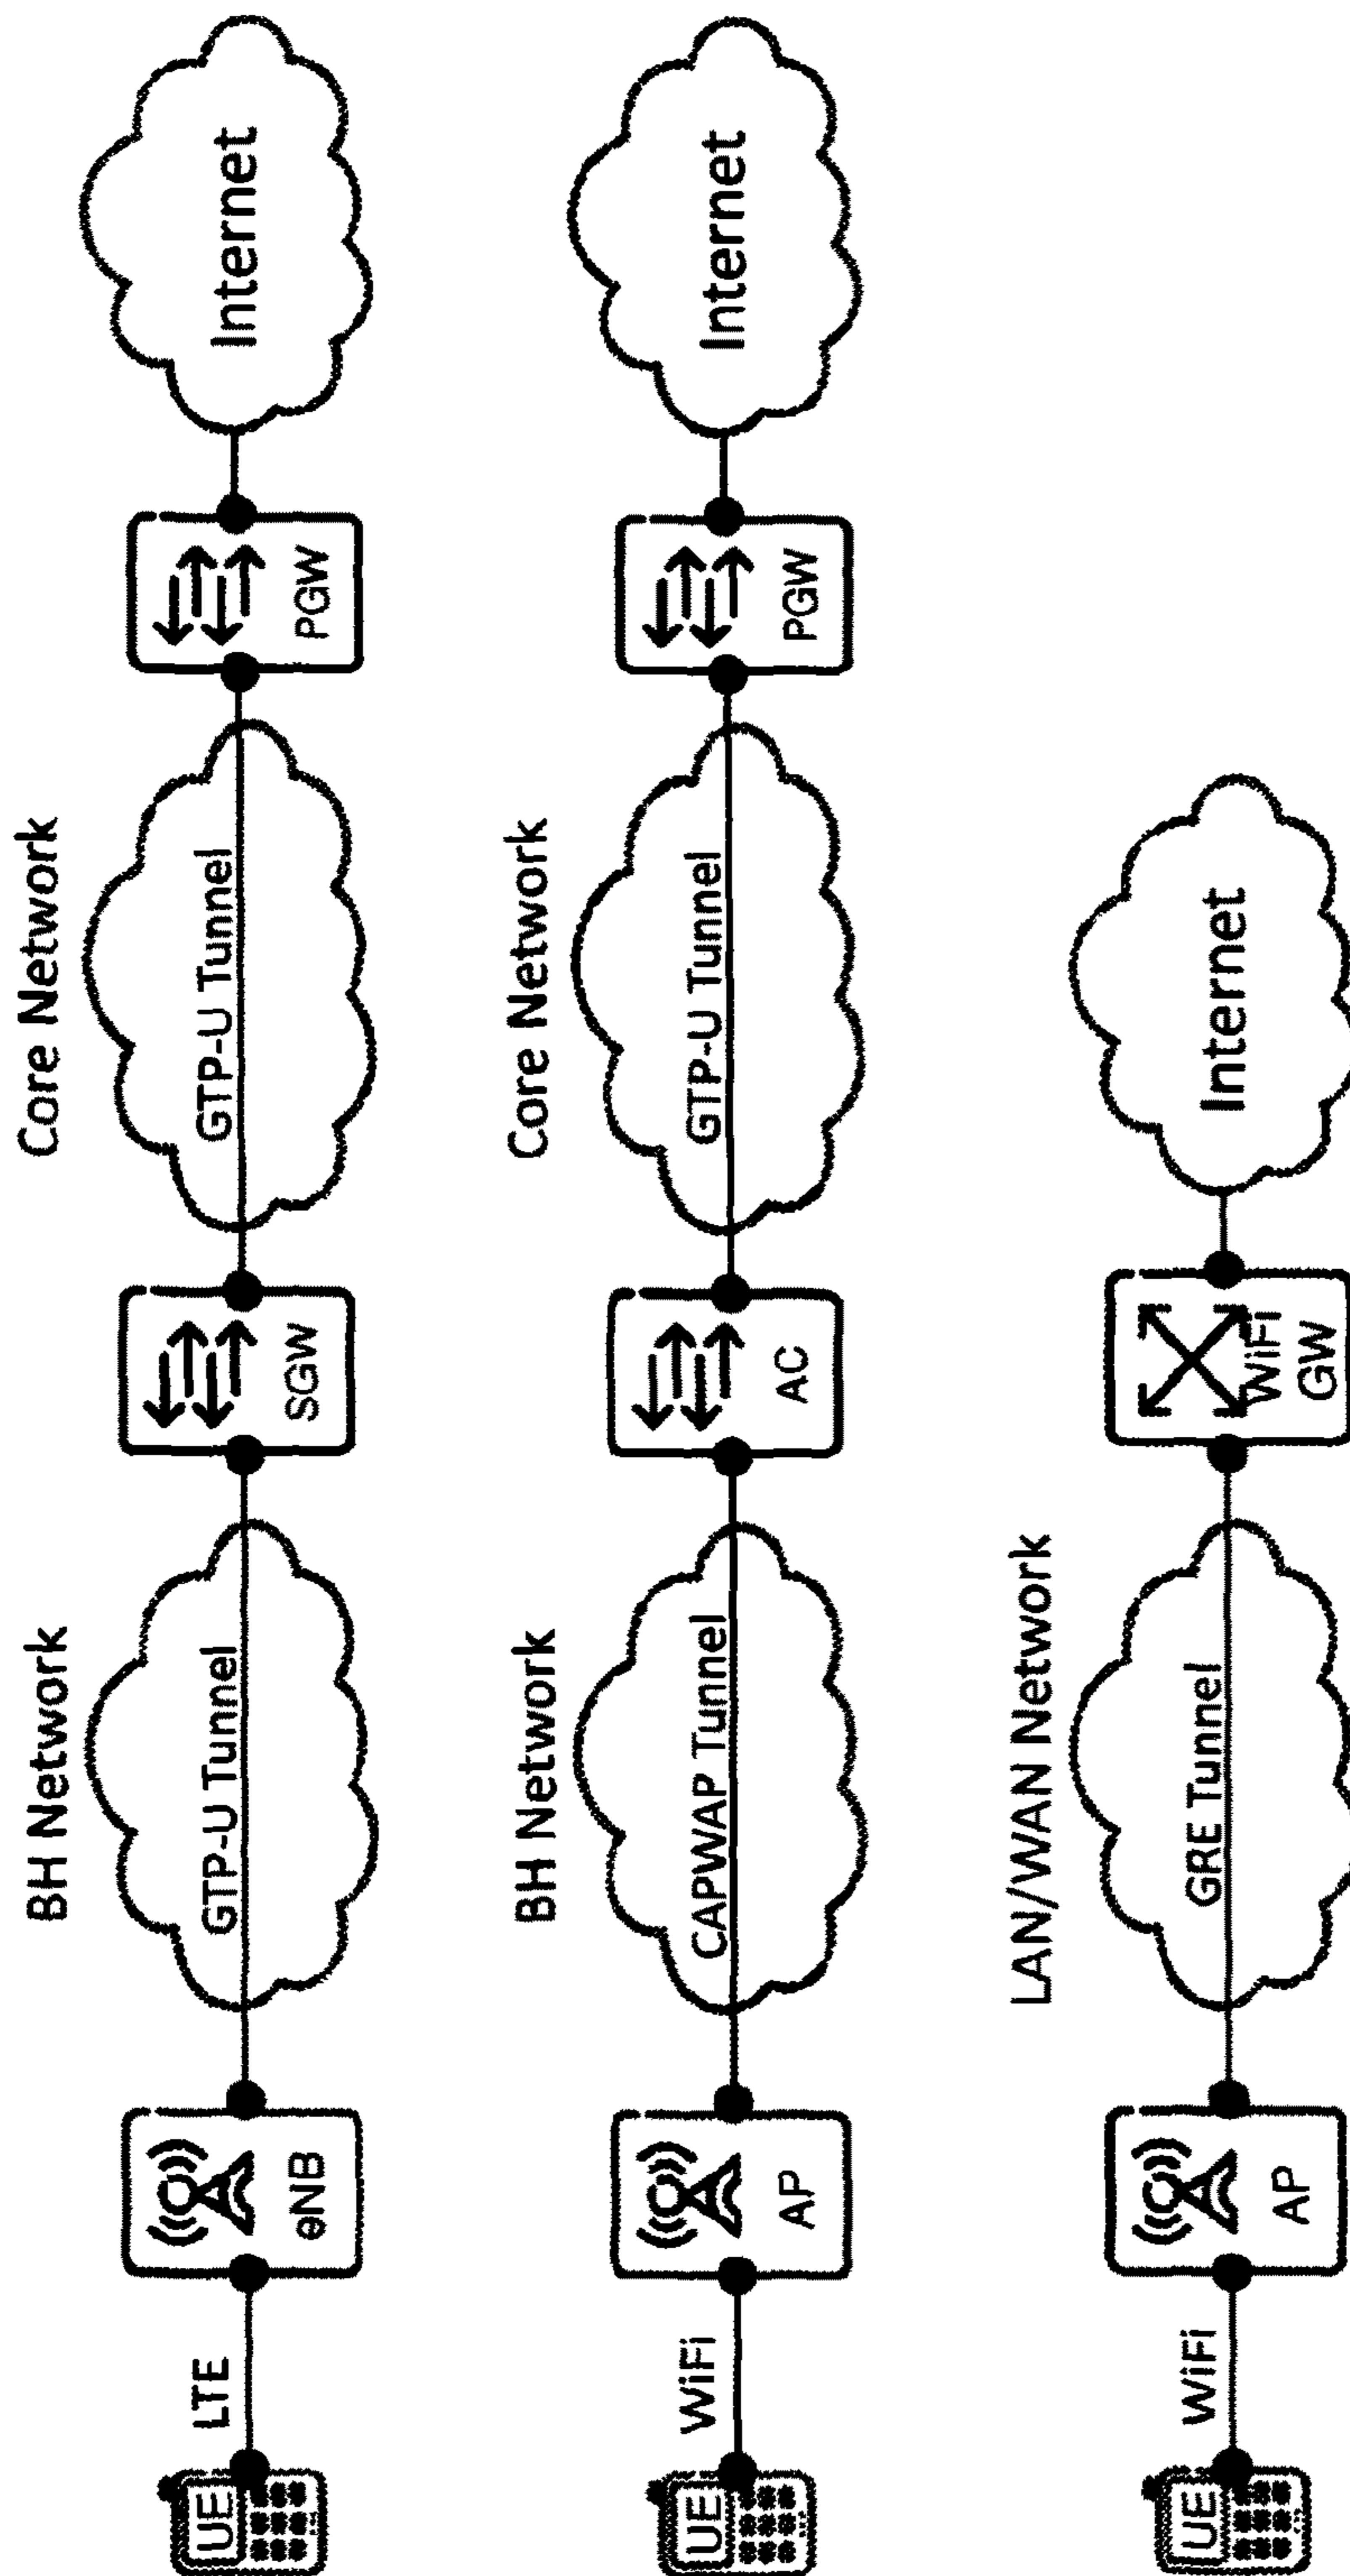 BH Network
Core Network
LTE
GTP-U Tunnel
GTP-U Tunnel
Internet
UE
eNB
SGW
PGW
BH Network
Core Network
WiFi
CAPWAP Tunnel
GTP-U Tunnel
Internet
UE
AP
AC
PGW
LAN/WAN Network
WiFi
GRE Tunnel
Internet
UE
AP
WiFi
GW